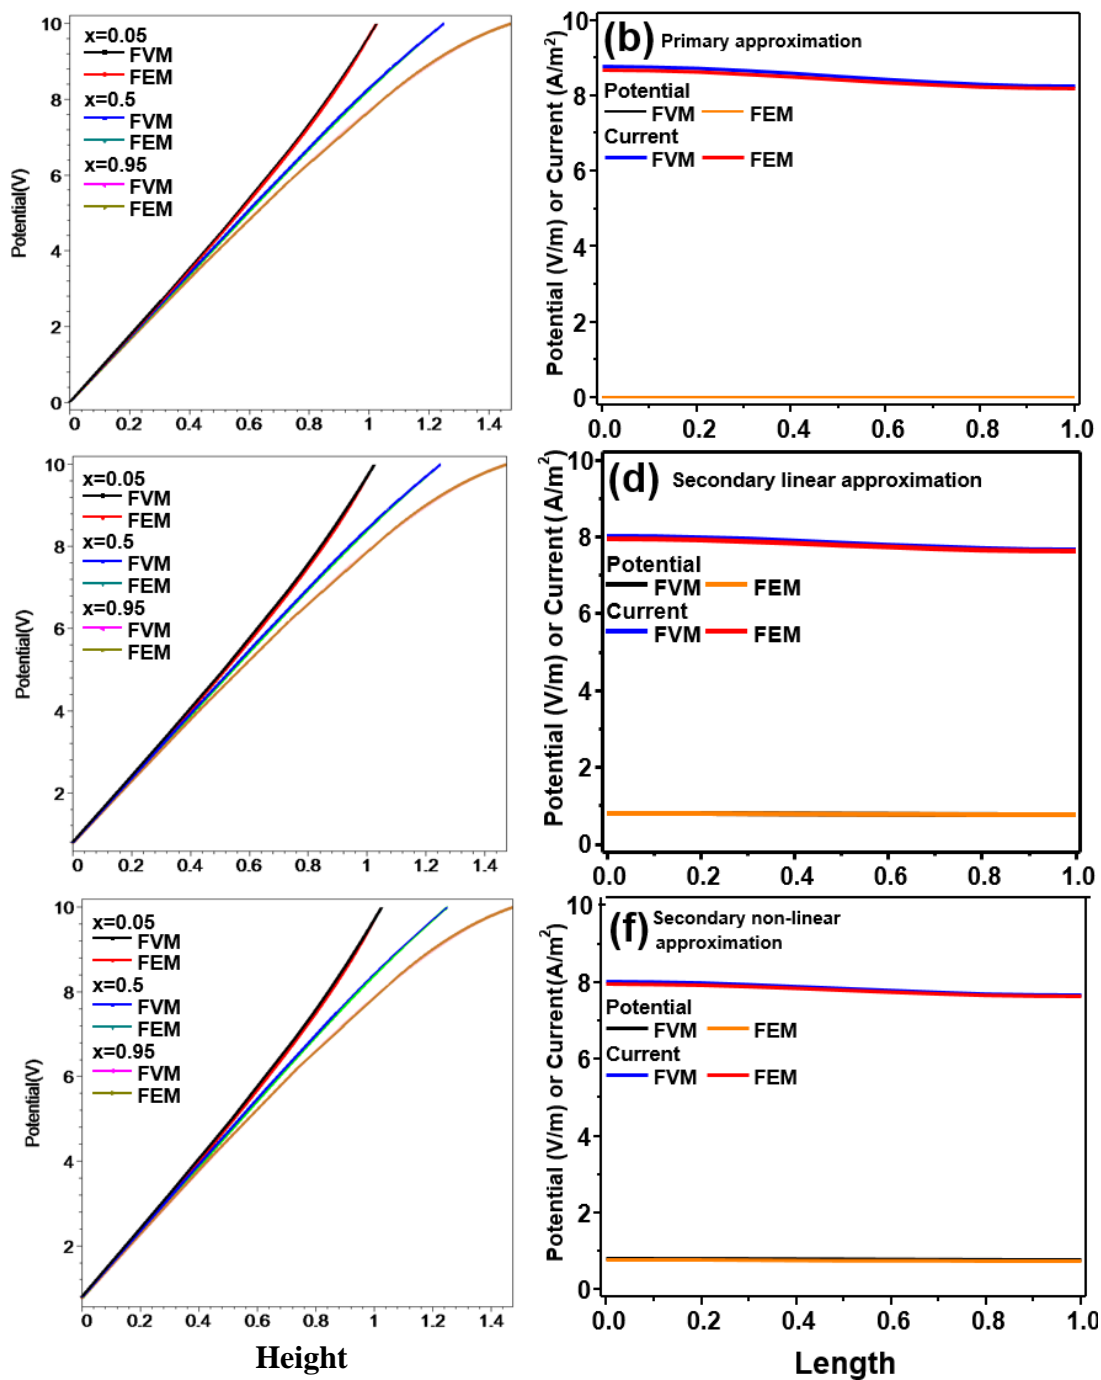 10
8
6
4
2
0
Potential(V)
x=0.05
FVM
FEM
x=0.5
FVM
FEM
x=0.95
FVM
FEM
0 0.2 0.4 0.6 0.8 1 1.2 1.4
10
8
6
4
2
0
Potential (V/m) or Current (A/m²)
(b) Primary approximation
Potential
FVM FEM
Current
FVM FEM
0.0 0.2 0.4 0.6 0.8 1.0
10
8
6
4
2
Potential(V)
x=0.05
FVM
FEM
x=0.5
FVM
FEM
x=0.95
FVM
FEM
0 0.2 0.4 0.6 0.8 1 1.2 1.4
10
8
6
4
2
0
Potential (V/m) or Current (A/m²)
(d) Secondary linear approximation
Potential
FVM FEM
Current
FVM FEM
0.0 0.2 0.4 0.6 0.8 1.0
10
8
6
4
2
Potential(V)
x=0.05
FVM
FEM
x=0.5
FVM
FEM
x=0.95
FVM
FEM
0 0.2 0.4 0.6 0.8 1 1.2 1.4
Height
10
8
6
4
2
0
Potential (V/m) or Current(A/m²)
(f) Secondary non-linear
approximation
Potential
FVM FEM
Current
FVM FEM
0.0 0.2 0.4 0.6 0.8 1.0
Length